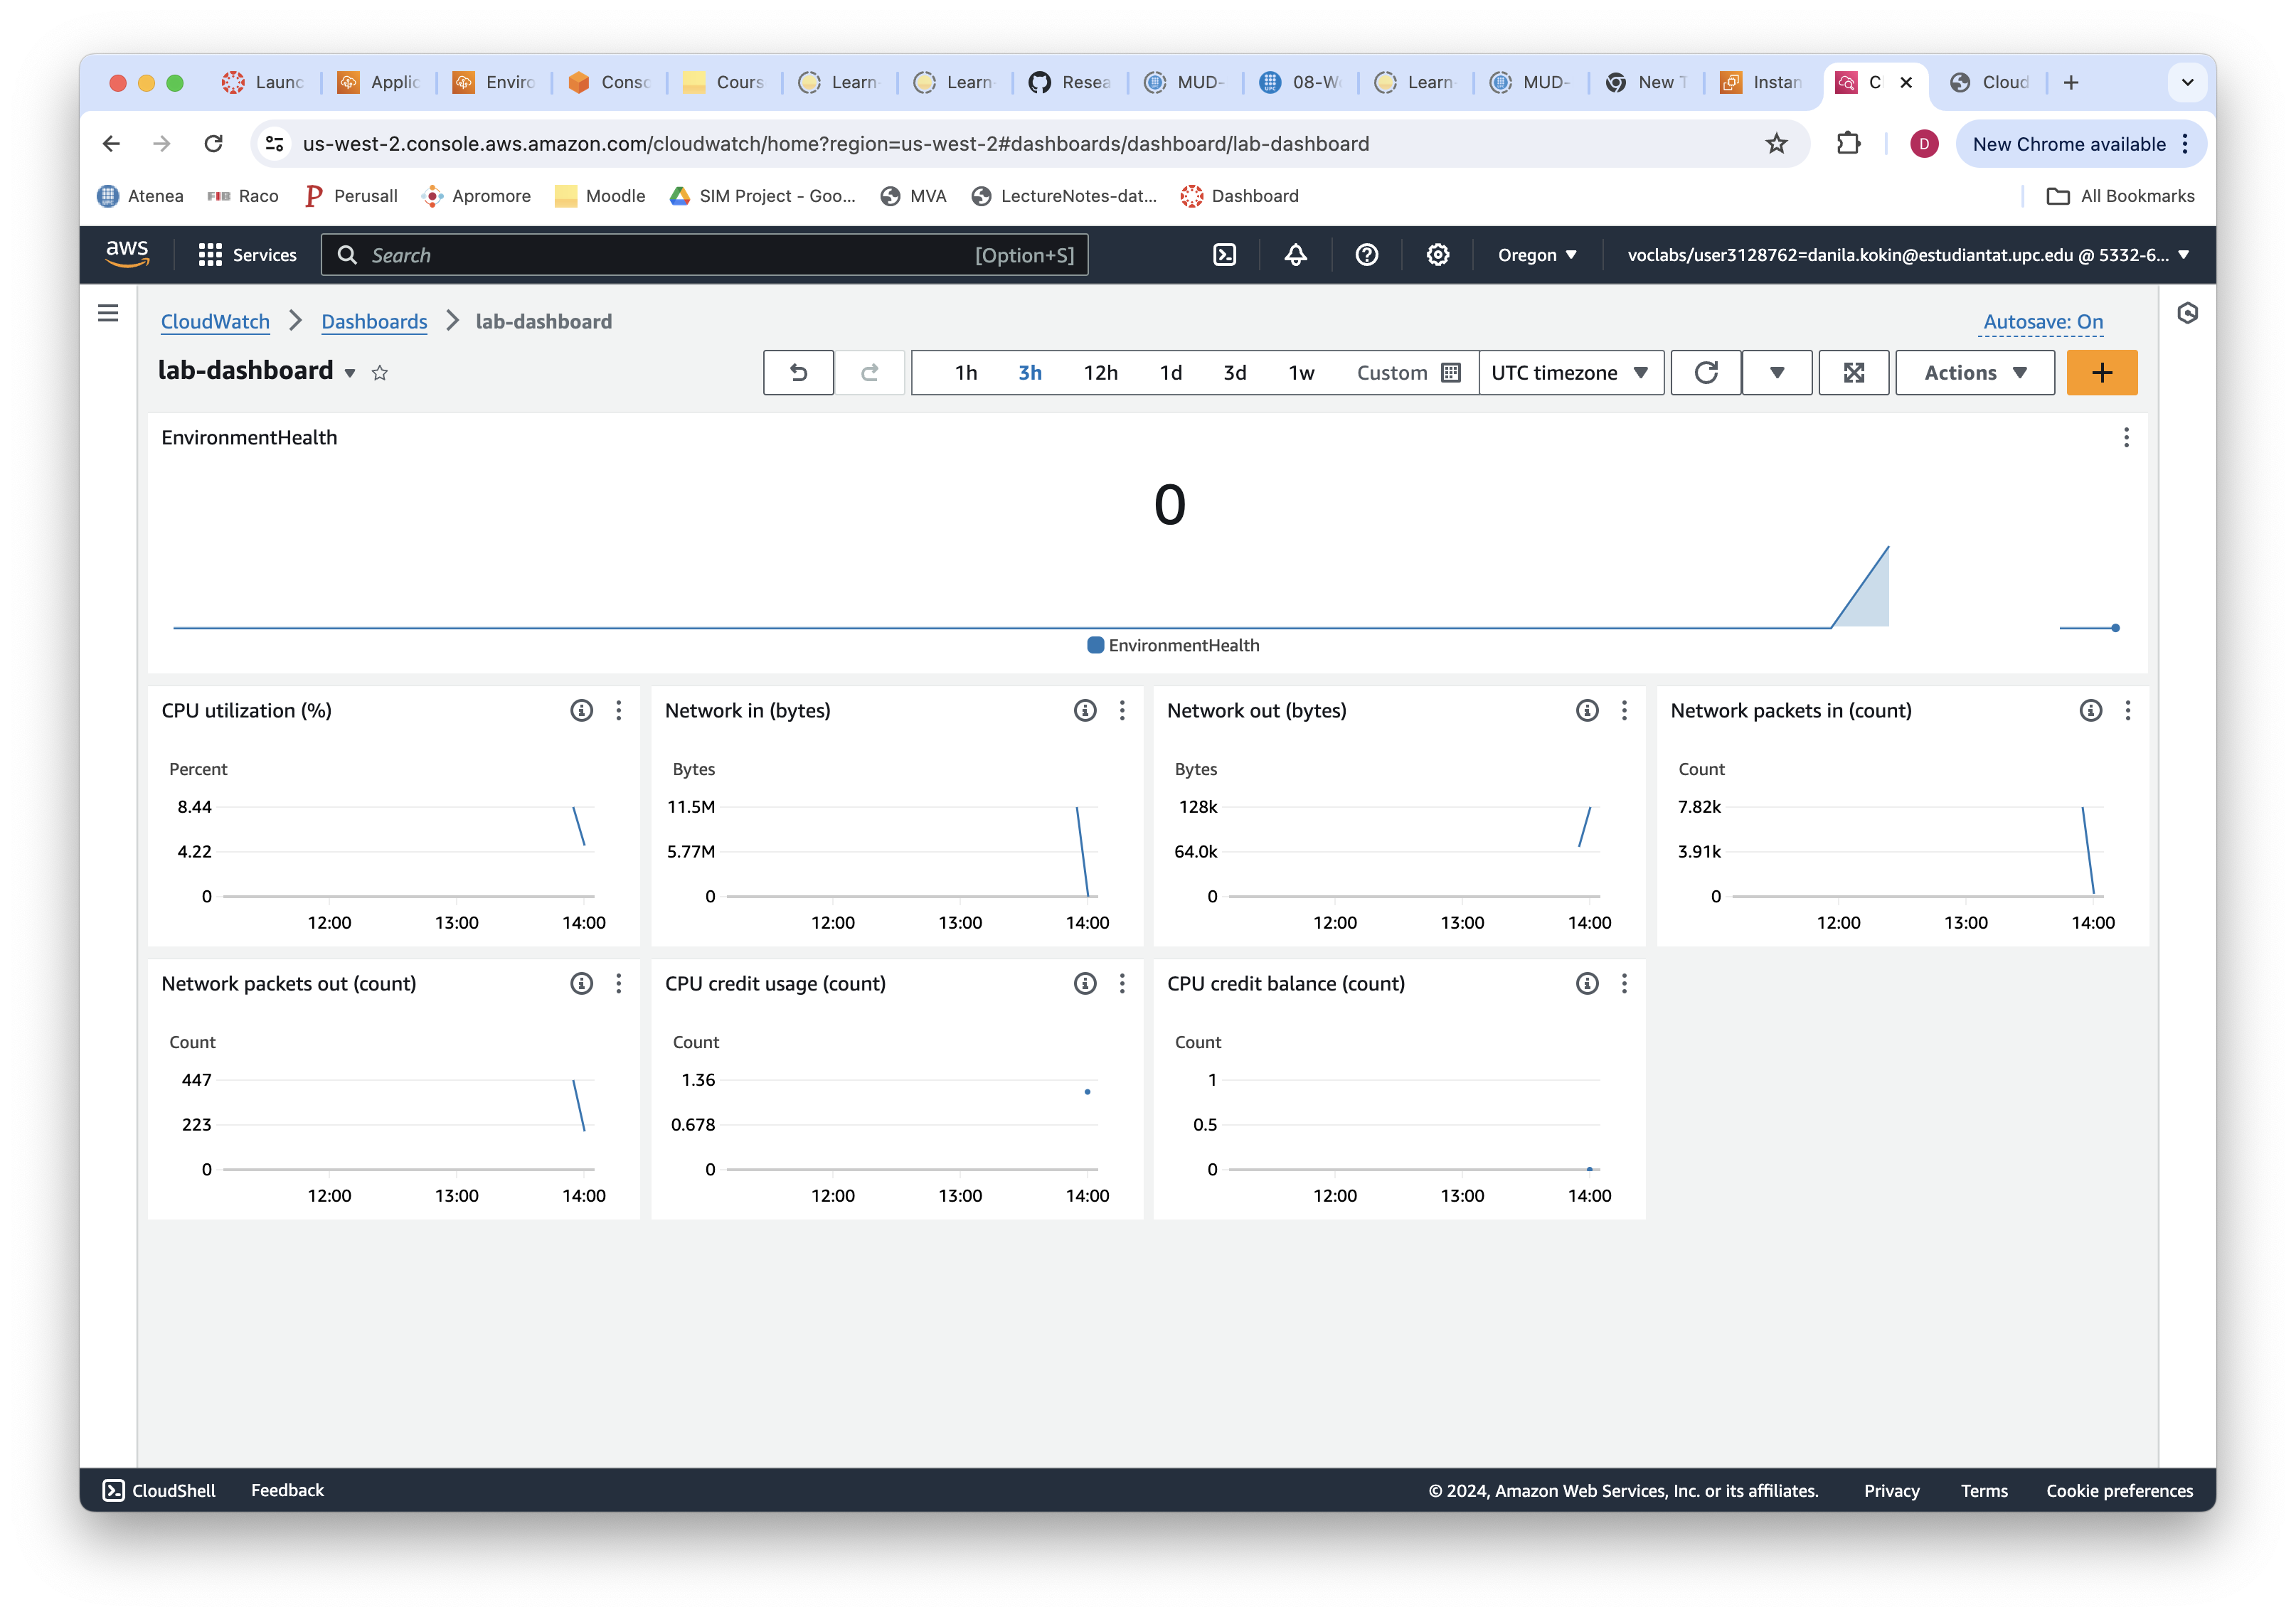 Launc Applic Enviro Consc Cours Learn- Learn- Resea MUD- 08-W Learn- MUD- New T Instan C Cloud
us-west-2.console.aws.amazon.com/cloudwatch/home?region=us-west-2#dashboards/dashboard/lab-dashboard D New Chrome available
Atenea FIB Raco Perusall Apromore Moodle SIM Project - Goo... MVA LectureNotes-dat... Dashboard All Bookmarks
aws Services Search [Option+S] Oregon voclabs/user3128762=danila.kokin@estudiantat.upc.edu @ 5332-6...
CloudWatch Dashboards lab-dashboard Autosave: On
lab-dashboard 1h 3h 12h 1d 3d 1w Custom UTC timezone Actions
EnvironmentHealth
0
EnvironmentHealth
CPU utilization (%)
Percent
8.44
4.22
0
12:00 13:00 14:00
Network in (bytes)
Bytes
11.5M
5.77M
0
12:00 13:00 14:00
Network out (bytes)
Bytes
128k
64.0k
0
12:00 13:00 14:00
Network packets in (count)
Count
7.82k
3.91k
0
12:00 13:00 14:00
Network packets out (count)
Count
447
223
0
12:00 13:00 14:00
CPU credit usage (count)
Count
1.36
0.678
0
12:00 13:00 14:00
CPU credit balance (count)
Count
1
0.5
0
12:00 13:00 14:00
CloudShell Feedback © 2024, Amazon Web Services, Inc. or its affiliates. Privacy Terms Cookie preferences